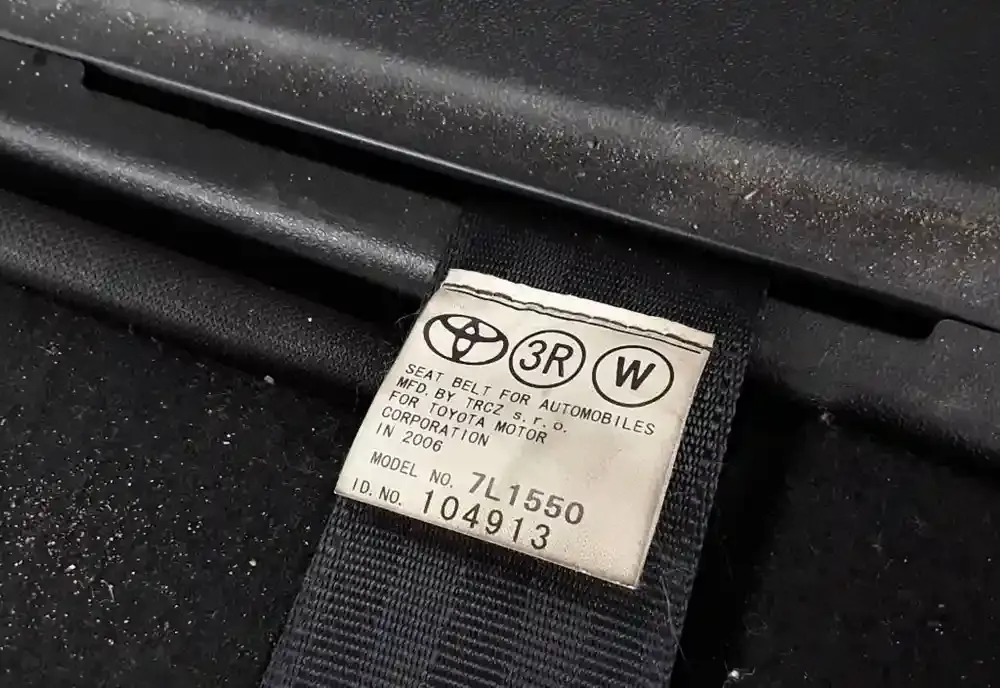 3R W
SEAT BELT FOR AUTOMOBILES
MFD. BY TRCZ s.r.o.
FOR TOYOTA MOTOR
CORPORATION
IN 2006
MODEL NO. 7L1550
ID. NO. 104913